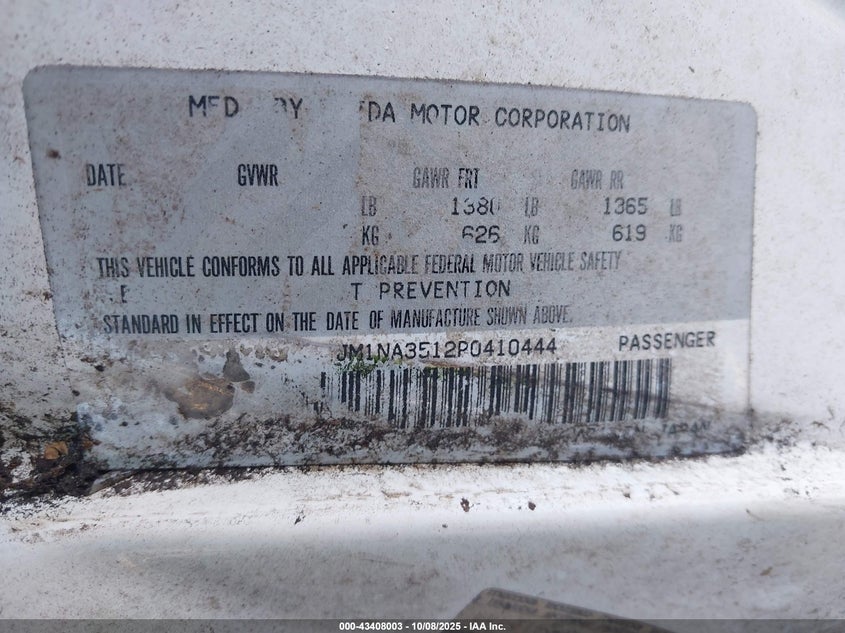 MFD BY DA MOTOR CORPORATION
DATE GVWR GAWR FRT GAWR RR
LB 1380 LB 1365 LB
KG 626 KG 619 KG
THIS VEHICLE CONFORMS TO ALL APPLICABLE FEDERAL MOTOR VEHICLE SAFETY
T PREVENTION
STANDARD IN EFFECT ON THE DATE OF MANUFACTURE SHOWN ABOVE.
JM1NA3512P0410444 PASSENGER
JAPAN
000-43408003 — 10/08/2025 — IAA Inc.